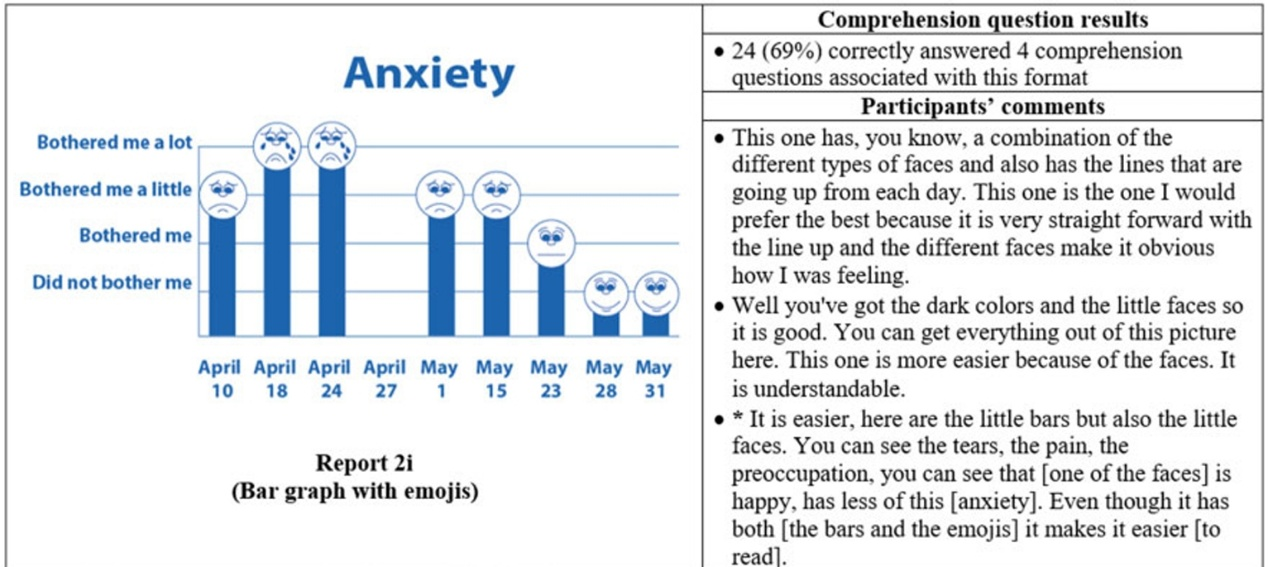 Anxiety
Bothered me a lot
Bothered me a little
Bothered me
Did not bother me
April April April April May May May May May
10 18 24 27 1 15 23 28 31
Report 2i
(Bar graph with emojis)
Comprehension question results
• 24 (69%) correctly answered 4 comprehension
questions associated with this format
Participants’ comments
• This one has, you know, a combination of the
different types of faces and also has the lines that are
going up from each day. This one is the one I would
prefer the best because it is very straight forward with
the line up and the different faces make it obvious
how I was feeling.
• Well you've got the dark colors and the little faces so
it is good. You can get everything out of this picture
here. This one is more easier because of the faces. It
is understandable.
• * It is easier, here are the little bars but also the little
faces. You can see the tears, the pain, the
preoccupation, you can see that [one of the faces] is
happy, has less of this [anxiety]. Even though it has
both [the bars and the emojis] it makes it easier [to
read].